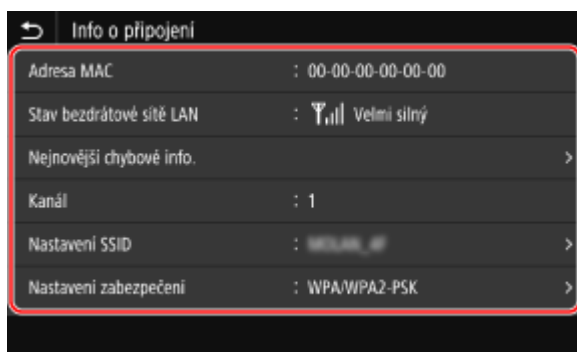 Info o připojení
Adresa MAC : 00-00-00-00-00-00
Stav bezdrátové sítě LAN : Velmi silný
Nejnovější chybové info. >
Kanál : 1
Nastavení SSID : >
Nastavení zabezpečení : WPA/WPA2-PSK >